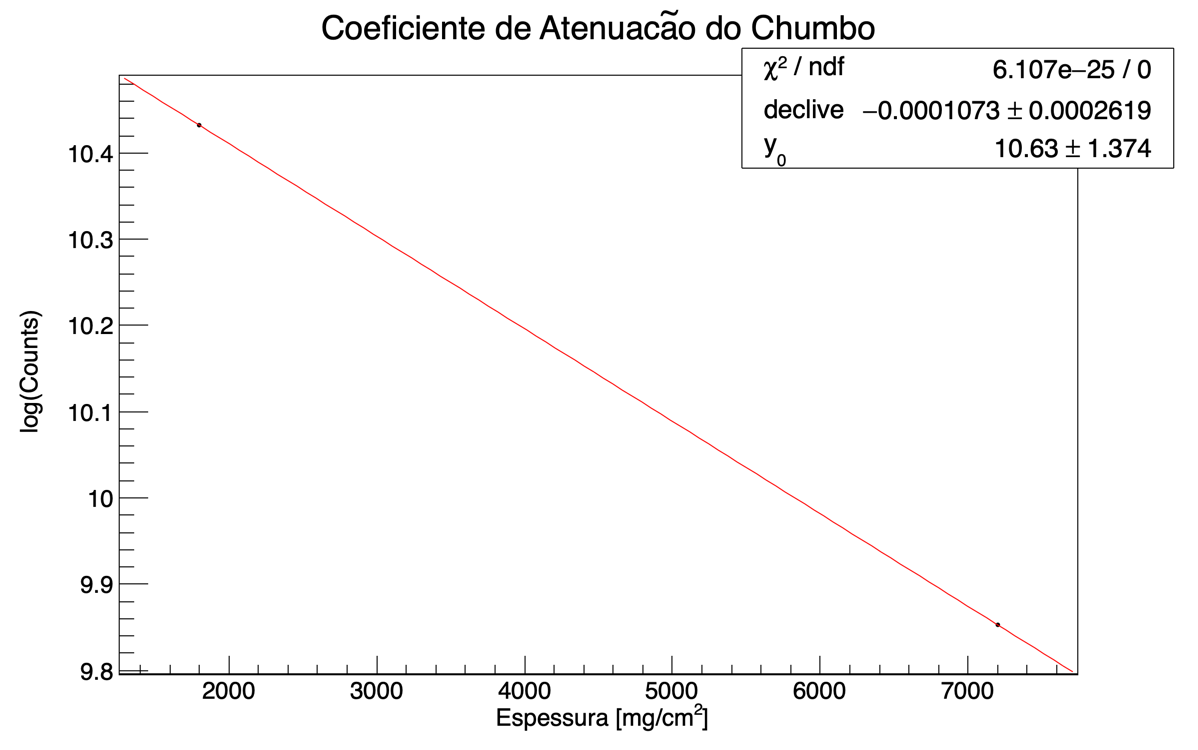 Coeficiente de Atenuacão do Chumbo
χ² / ndf 6.107e−25 / 0
declive −0.0001073 ± 0.0002619
y₀ 10.63 ± 1.374
log(Counts)
10.4
10.3
10.2
10.1
10
9.9
9.8
2000 3000 4000 5000 6000 7000
Espessura [mg/cm²]